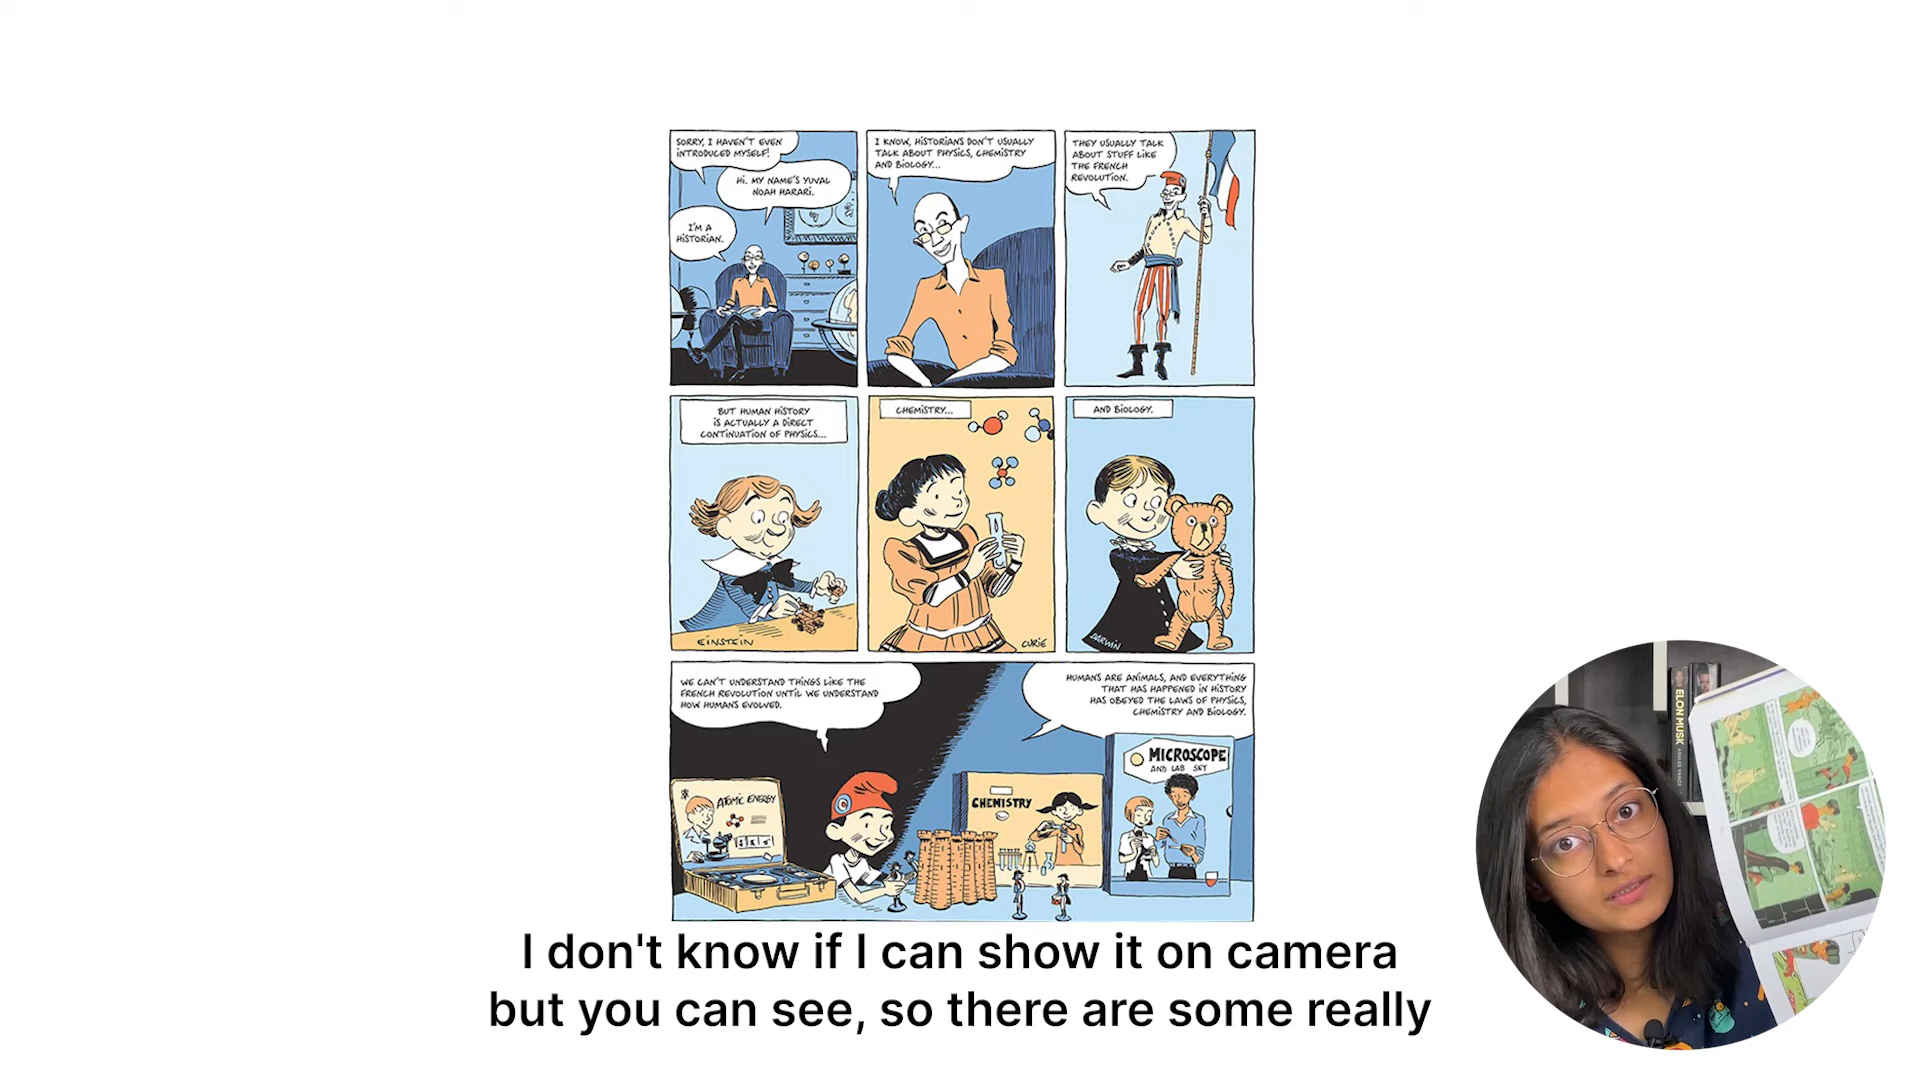 SORRY, I HAVEN'T EVEN
INTRODUCED MYSELF!
HI. MY NAME'S YUVAL
NOAH HARARI.
I'M A
HISTORIAN.
I KNOW, HISTORIANS DON'T USUALLY
TALK ABOUT PHYSICS, CHEMISTRY
AND BIOLOGY...
THEY USUALLY TALK
ABOUT STUFF LIKE
THE FRENCH
REVOLUTION.
BUT HUMAN HISTORY
IS ACTUALLY A DIRECT
CONTINUATION OF PHYSICS...
EINSTEIN
CHEMISTRY...
CURIE
AND BIOLOGY.
DARWIN
WE CAN'T UNDERSTAND THINGS LIKE THE
FRENCH REVOLUTION UNTIL WE UNDERSTAND
HOW HUMANS EVOLVED.
HUMANS ARE ANIMALS, AND EVERYTHING
THAT HAS HAPPENED IN HISTORY
HAS OBEYED THE LAWS OF PHYSICS,
CHEMISTRY AND BIOLOGY.
ATOMIC ENERGY
CHEMISTRY
MICROSCOPE
AND LAB SET
ELON MUSK
I don't know if I can show it on camera
but you can see, so there are some really